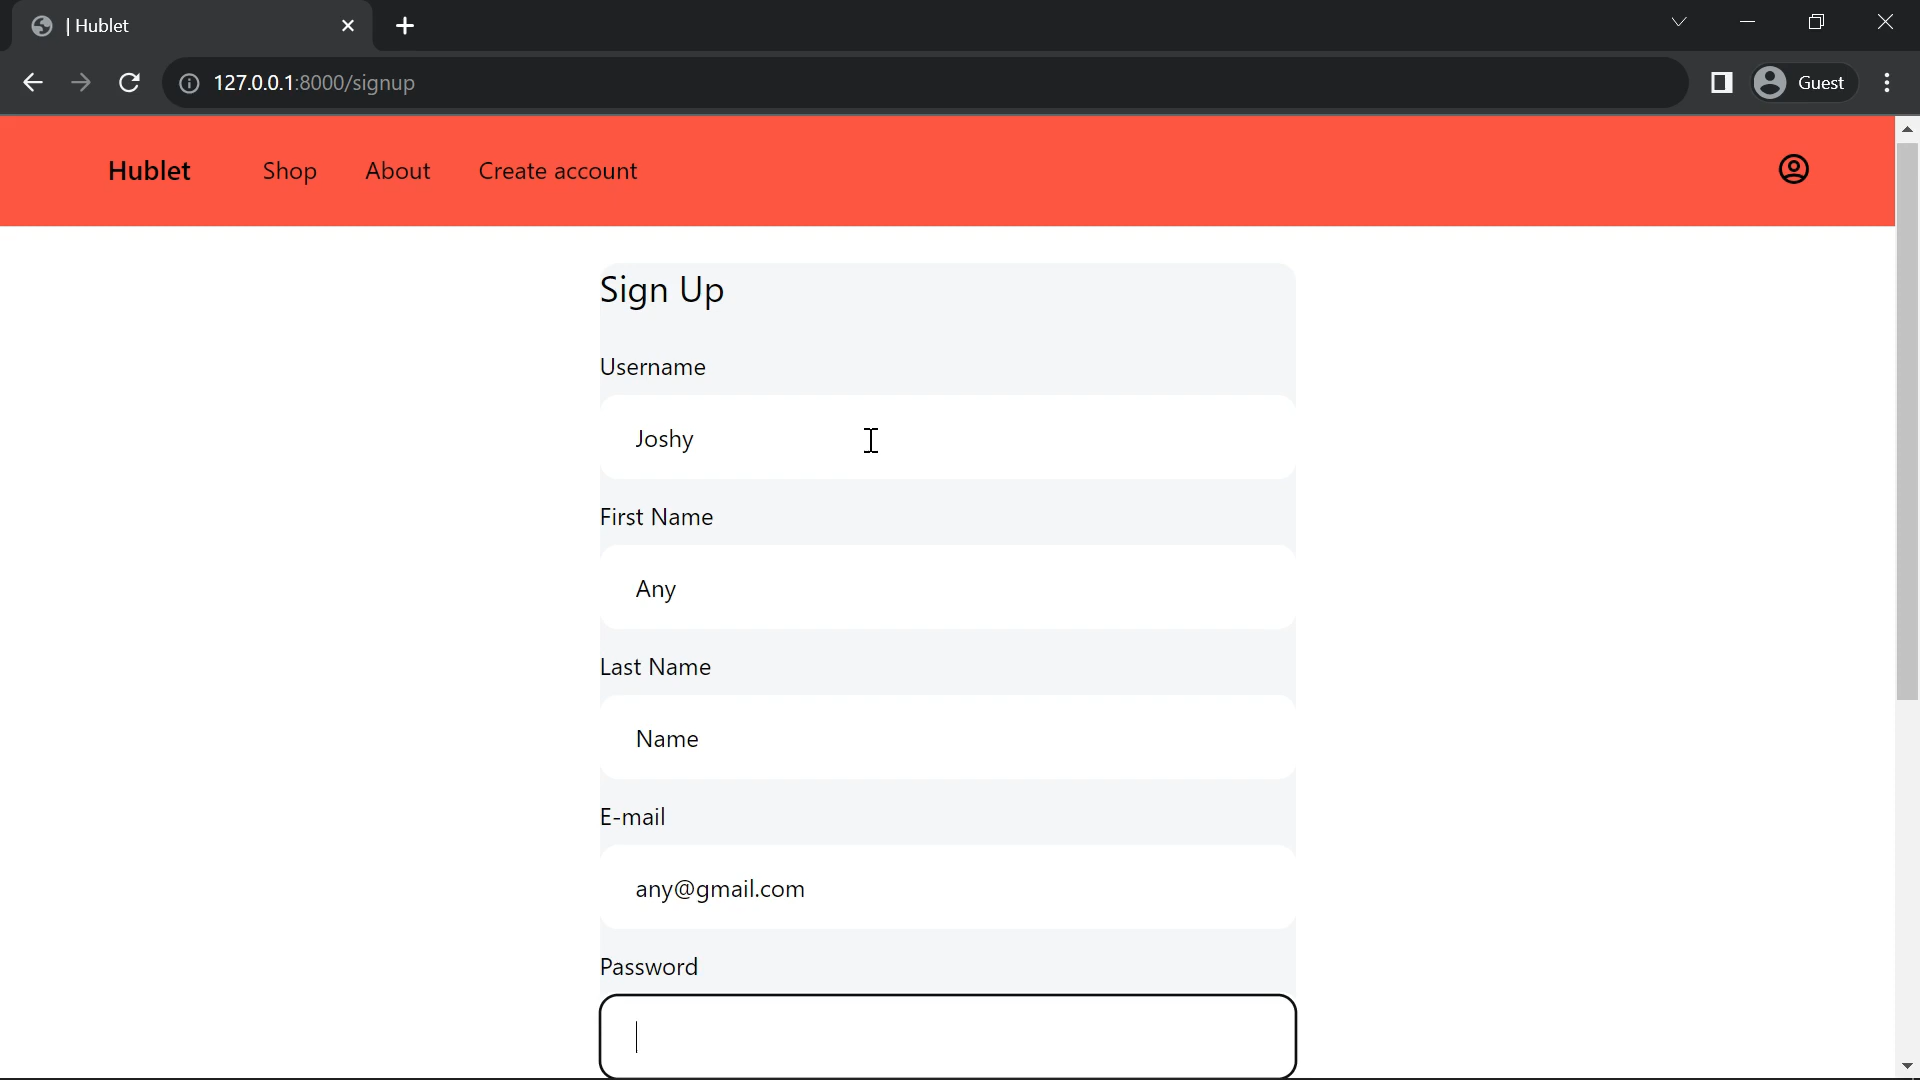 | Hublet
127.0.0.1:8000/signup
Guest
Hublet Shop About Create account
Sign Up
Username
Joshy
First Name
Any
Last Name
Name
E-mail
any@gmail.com
Password